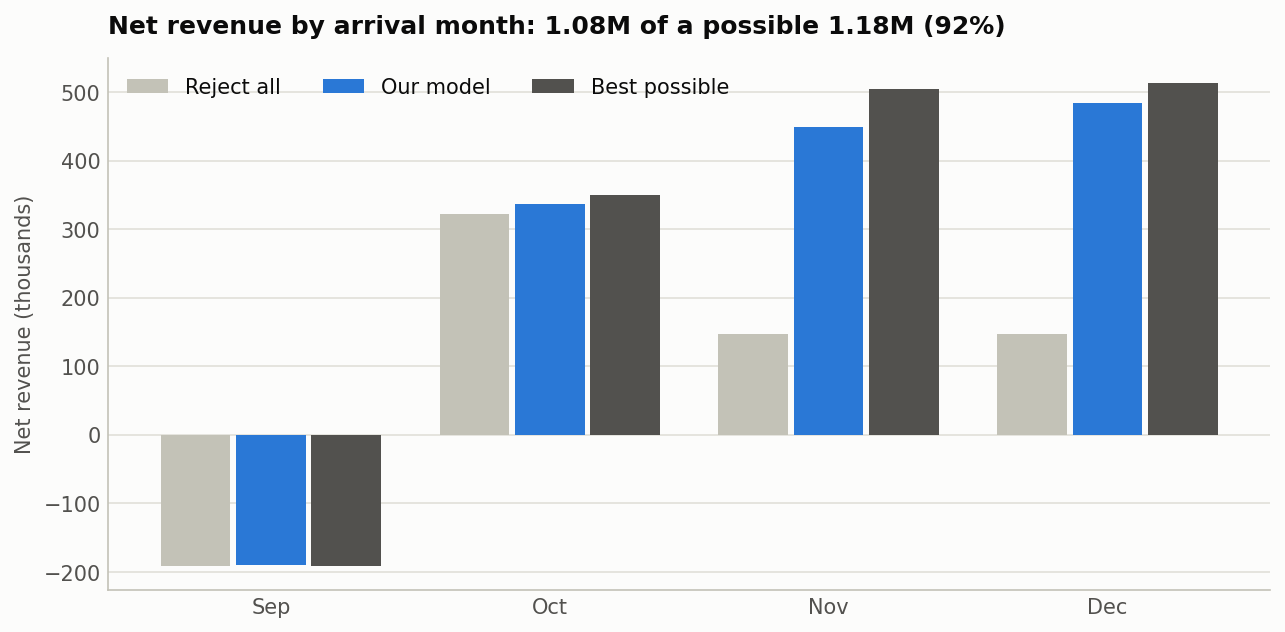 Net revenue by arrival month: 1.08M of a possible 1.18M (92%)
Reject all Our model Best possible
Net revenue (thousands)
500
400
300
200
100
0
−100
−200
Sep Oct Nov Dec